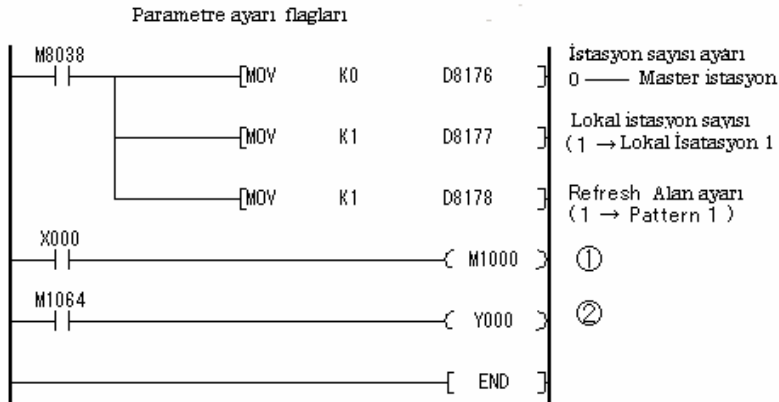 Parametre ayarı flagları
M8038
MOV K0 D8176
İstasyon sayısı ayarı
0 —— Master istasyon
MOV K1 D8177
Lokal istasyon sayısı
(1 → Lokal İsatasyon 1
MOV K1 D8178
Refresh Alan ayarı
(1 → Pattern 1 )
X000
M1000
①
M1064
Y000
②
END